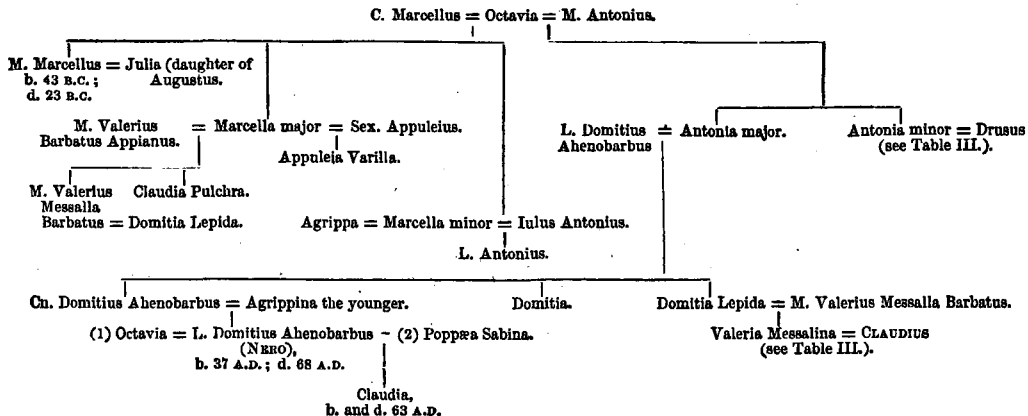 C. Marcellus = Octavia = M. Antonius.
M. Marcellus = Julia (daughter of
b. 43 B.C.; Augustus.
d. 23 B.C.
M. Valerius = Marcella major = Sex. Appuleius.
Barbatus Appianus.
Appuleia Varilla.
L. Domitius = Antonia major.
Ahenobarbus
Antonia minor = Drusus
(see Table III.).
M. Valerius Claudia Pulchra.
Messalla
Barbatus = Domitia Lepida.
Agrippa = Marcella minor = Iulus Antonius.
L. Antonius.
Cn. Domitius Ahenobarbus = Agrippina the younger.
Domitia.
Domitia Lepida = M. Valerius Messalla Barbatus.
(1) Octavia = L. Domitius Ahenobarbus - (2) Poppæa Sabina.
(NERO),
b. 37 A.D.; d. 68 A.D.
Valeria Messalina = CLAUDIUS
(see Table III.).
Claudia,
b. and d. 63 A.D.